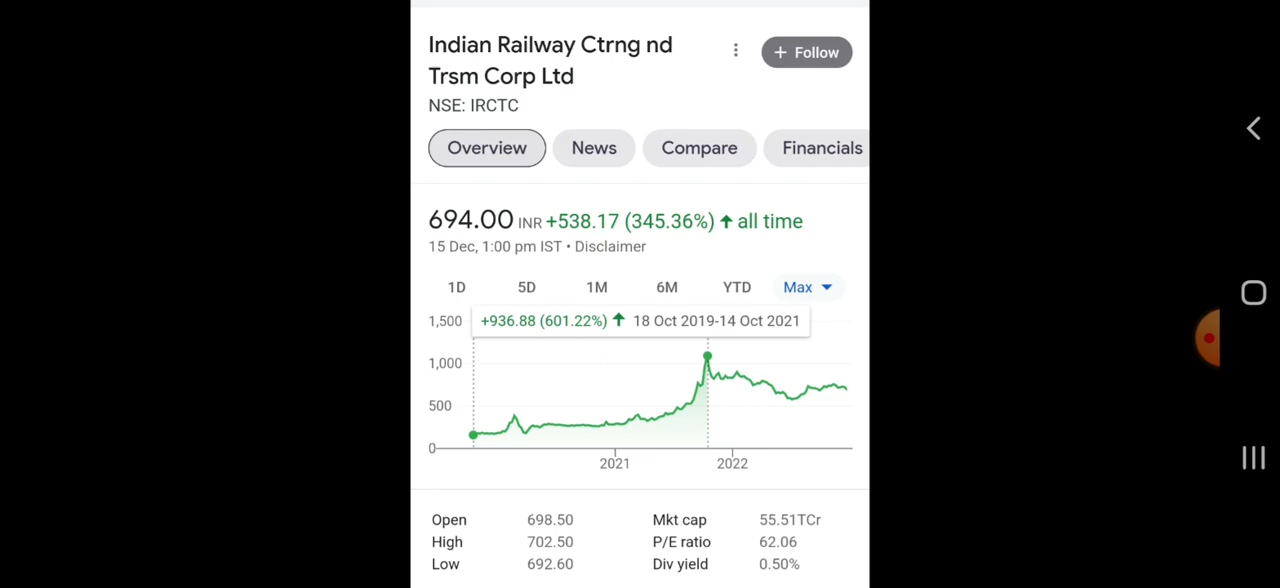 Indian Railway Ctrng nd
Trsm Corp Ltd
+ Follow
NSE: IRCTC
Overview News Compare Financials
694.00 INR +538.17 (345.36%) ↑ all time
15 Dec, 1:00 pm IST • Disclaimer
1D 5D 1M 6M YTD Max
1,500
+936.88 (601.22%) ↑ 18 Oct 2019-14 Oct 2021
1,000
500
0
2021 2022
Open 698.50 Mkt cap 55.51TCr
High 702.50 P/E ratio 62.06
Low 692.60 Div yield 0.50%